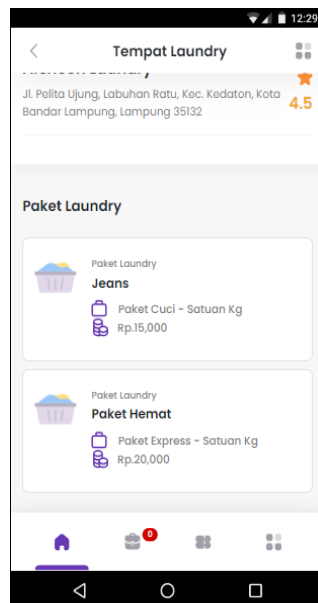 12:29
Tempat Laundry
Jl. Pelita Ujung, Labuhan Ratu, Kec. Kedaton, Kota
Bandar Lampung, Lampung 35132
4.5
Paket Laundry
Paket Laundry
Jeans
Paket Cuci - Satuan Kg
Rp.15,000
Paket Laundry
Paket Hemat
Paket Express - Satuan Kg
Rp.20,000
0